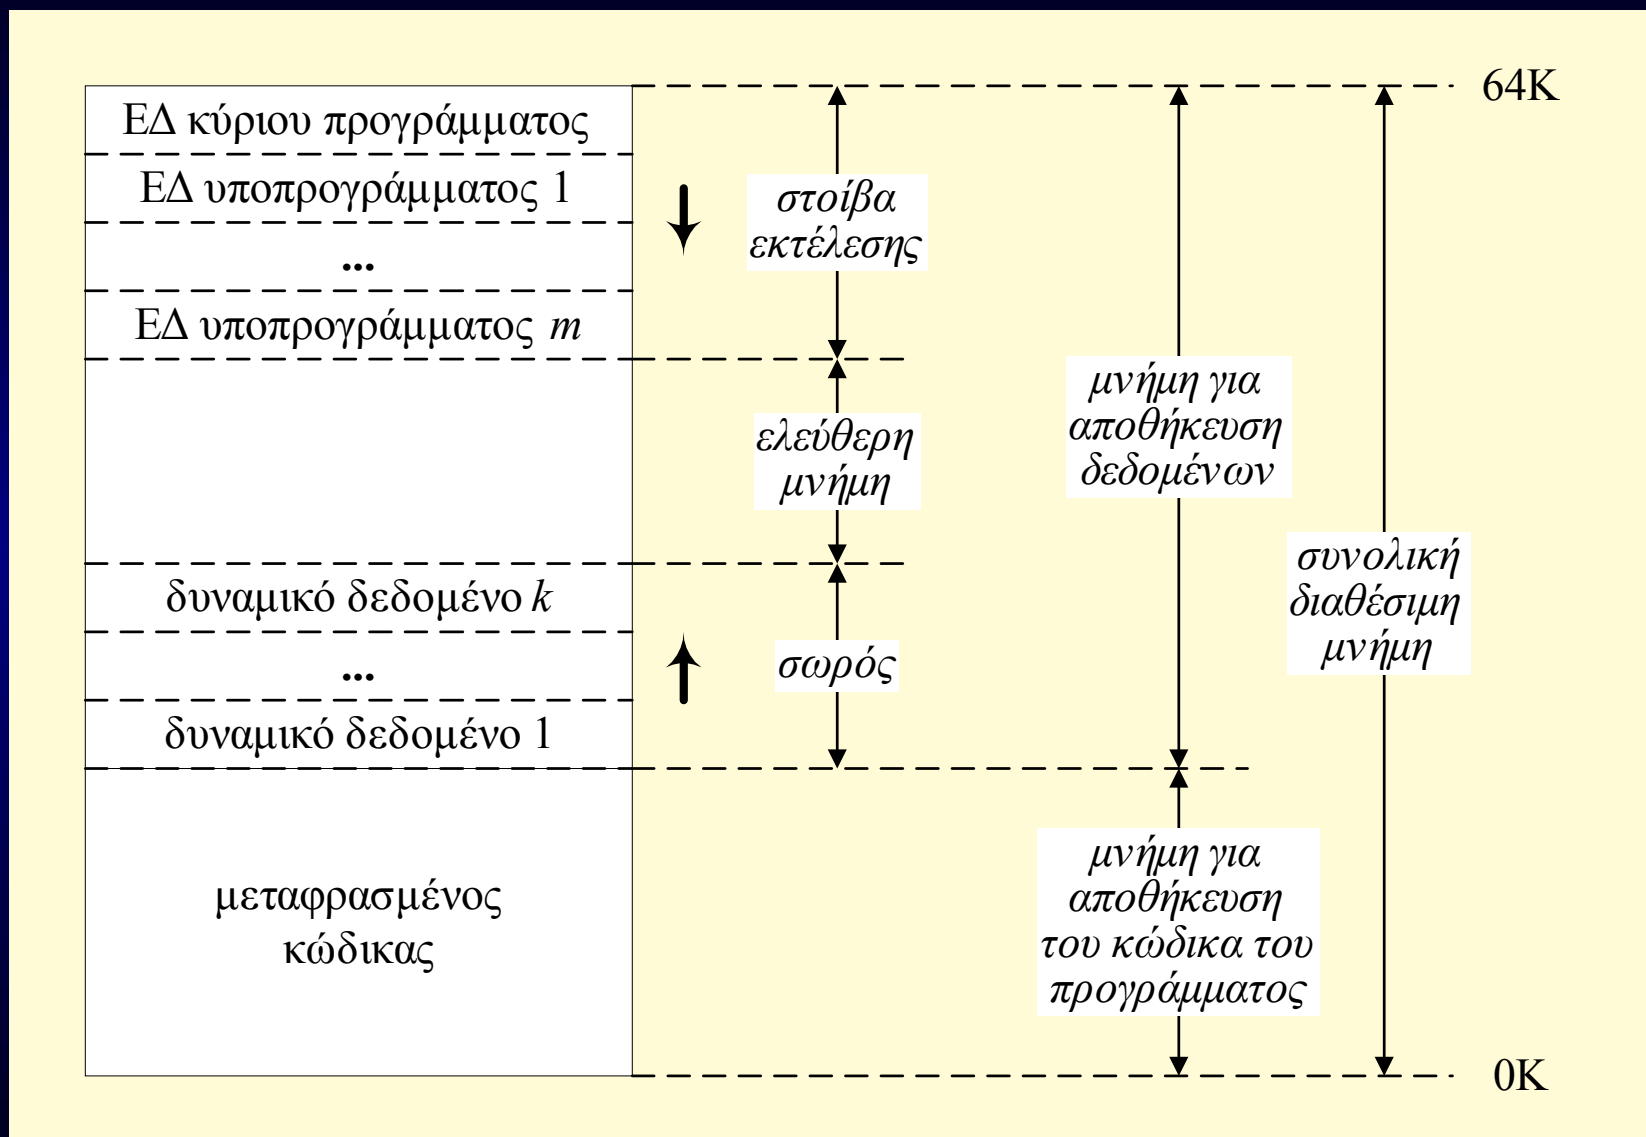 64K
ΕΔ κύριου προγράμματος
ΕΔ υποπρογράμματος 1
...
ΕΔ υποπρογράμματος m
δυναμικό δεδομένο k
...
δυναμικό δεδομένο 1
μεταφρασμένος
κώδικας
στοίβα
εκτέλεσης
ελεύθερη
μνήμη
σωρός
μνήμη για
αποθήκευση
δεδομένων
μνήμη για
αποθήκευση
του κώδικα του
προγράμματος
συνολική
διαθέσιμη
μνήμη
0K